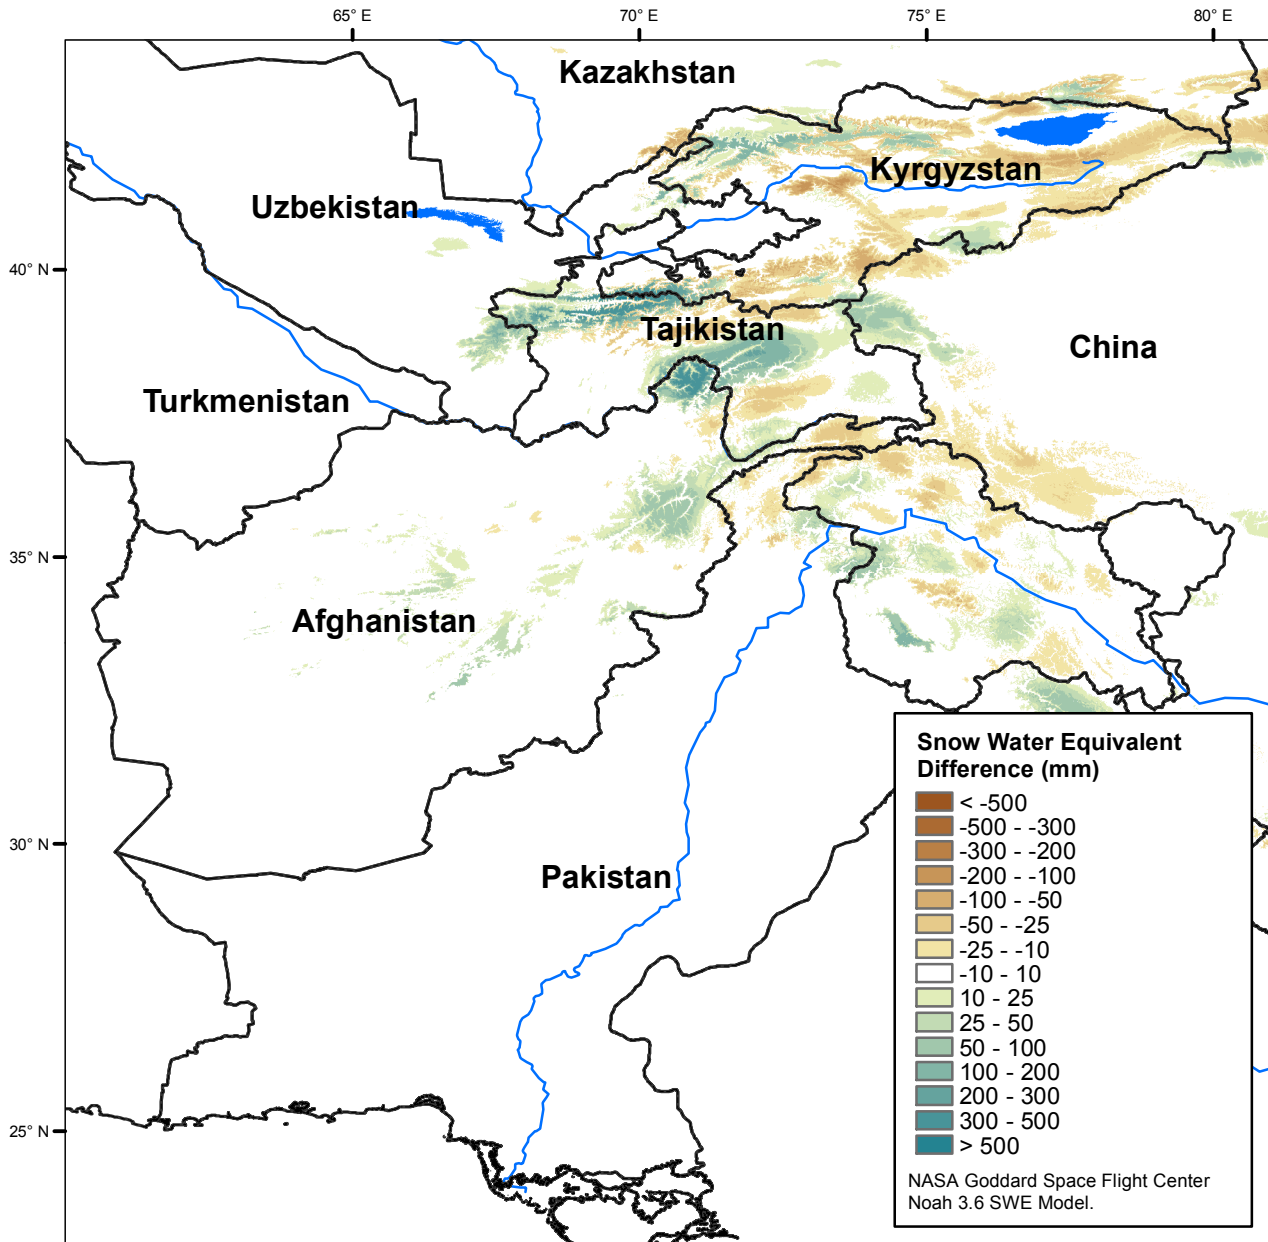 65° E
70° E
75° E
80° E
Kazakhstan
Kyrgyzstan
Uzbekistan
40° N
Tajikistan
China
Turkmenistan
35° N
Afghanistan
Snow Water Equivalent
Difference (mm)
< -500
-500 - -300
-300 - -200
-200 - -100
-100 - -50
-50 - -25
-25 - -10
-10 - 10
10 - 25
25 - 50
50 - 100
100 - 200
200 - 300
300 - 500
> 500
30° N
Pakistan
25° N
NASA Goddard Space Flight Center
Noah 3.6 SWE Model.